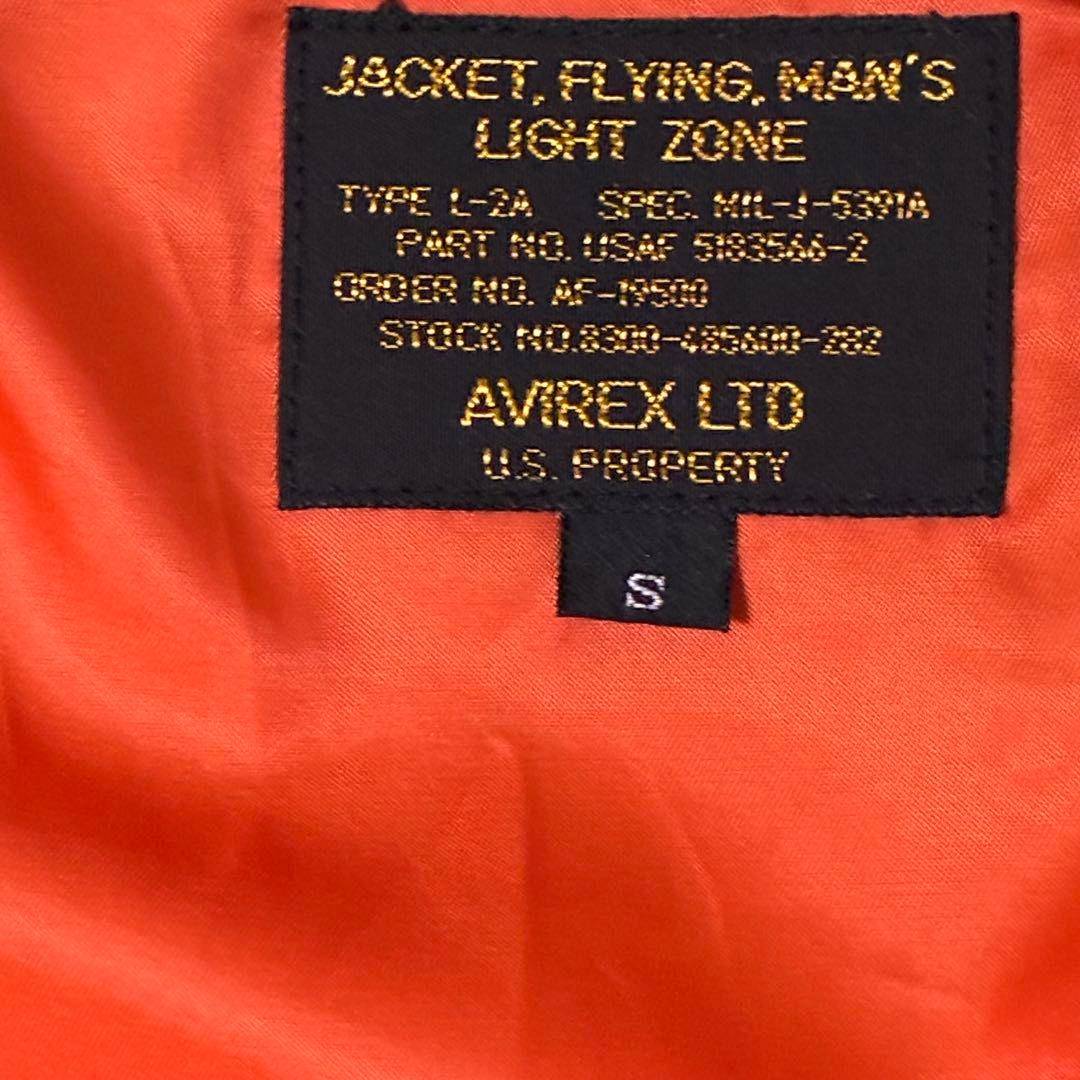 JACKET, FLYING, MAN'S
LIGHT ZONE
TYPE L-2A SPEC. MIL-J-5391A
PART NO. USAF 5183566-2
ORDER NO. AF-19500
STOCK NO.8300-485600-282
AVIREX LTD
U.S. PROPERTY
S